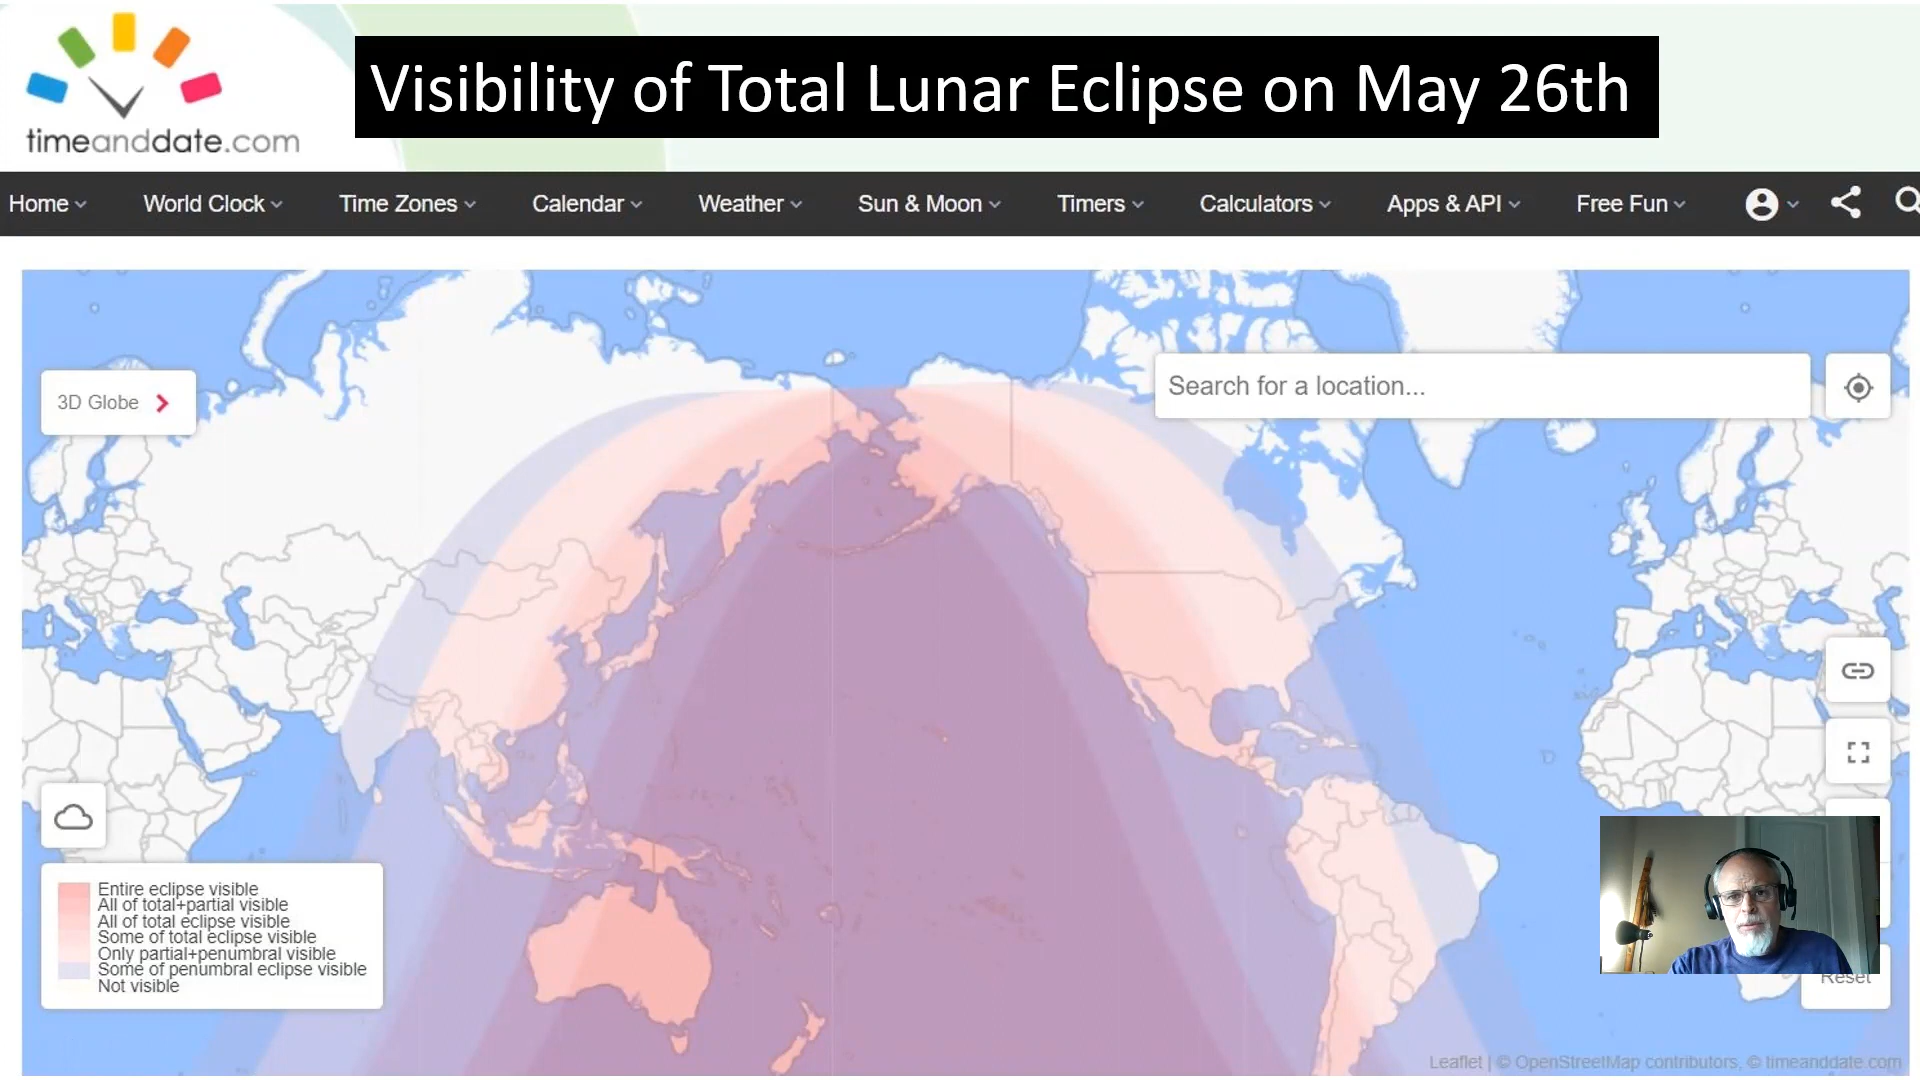 timeanddate.com
Visibility of Total Lunar Eclipse on May 26th
Home World Clock Time Zones Calendar Weather Sun & Moon Timers Calculators Apps & API Free Fun
3D Globe
Search for a location...
Entire eclipse visible
All of total+partial visible
All of total eclipse visible
Some of total eclipse visible
Only partial+penumbral visible
Some of penumbral eclipse visible
Not visible
Reset
Leaflet | © OpenStreetMap contributors, © timeanddate.com